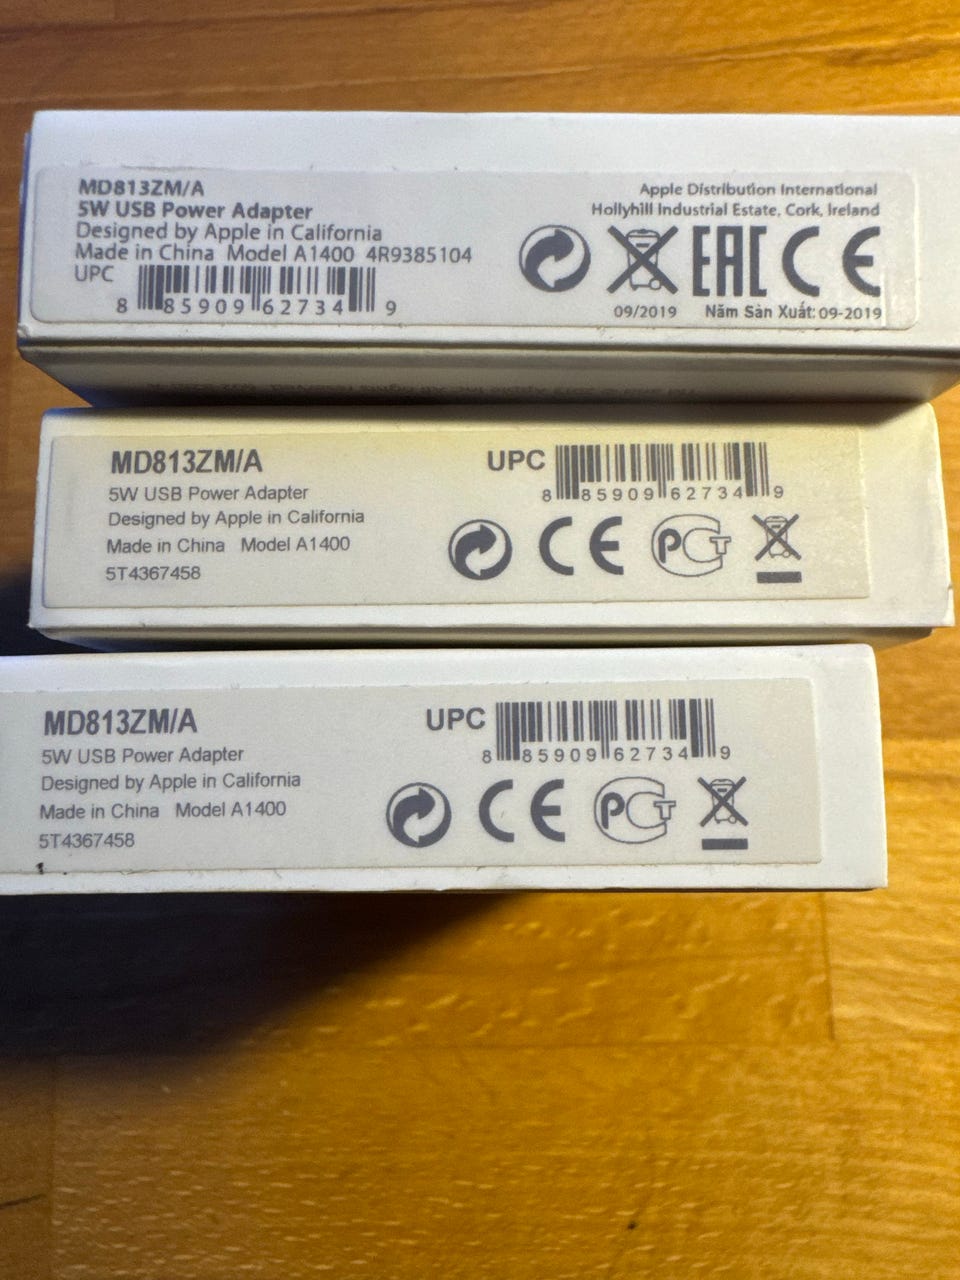 MD813ZM/A
5W USB Power Adapter
Designed by Apple in California
Made in China Model A1400 4R9385104
UPC
8 85909 62734 9
Apple Distribution International
Hollyhill Industrial Estate, Cork, Ireland
EAC CE
09/2019 Năm Sản Xuất: 09-2019
MD813ZM/A
5W USB Power Adapter
Designed by Apple in California
Made in China Model A1400
5T4367458
UPC
8 85909 62734 9
CE PCT
MD813ZM/A
5W USB Power Adapter
Designed by Apple in California
Made in China Model A1400
5T4367458
UPC
8 85909 62734 9
CE PCT